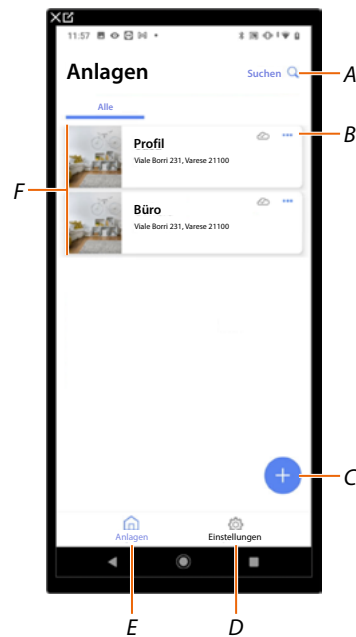 11:57
Anlagen
Suchen
A
Alle
B
Profil
Viale Borri 231, Varese 21100
F
Büro
Viale Borri 231, Varese 21100
C
Anlagen
Einstellungen
E
D